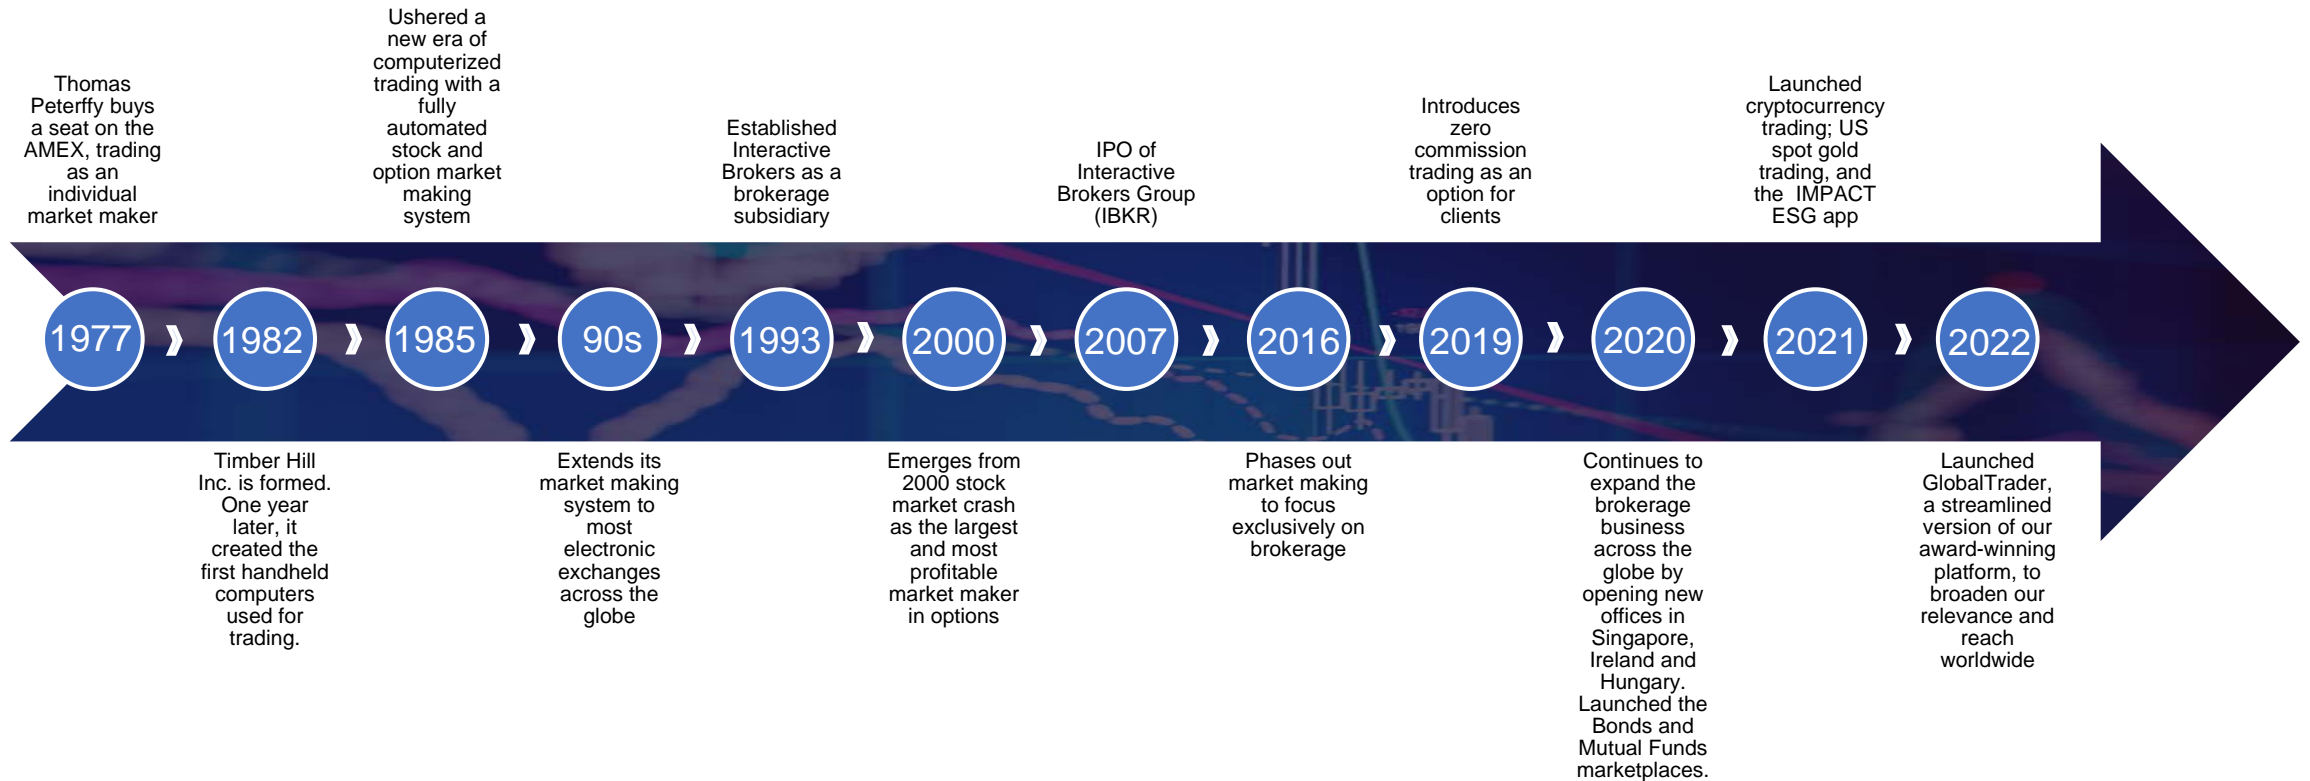 Thomas
Peterffy buys
a seat on the
AMEX, trading
as an
individual
market maker
Ushered a
new era of
computerized
trading with a
fully
automated
stock and
option market
making
system
Established
Interactive
Brokers as a
brokerage
subsidiary
IPO of
Interactive
Brokers Group
(IBKR)
Introduces
zero
commission
trading as an
option for
clients
Launched
cryptocurrency
trading; US
spot gold
trading, and
the IMPACT
ESG app
1977
1982
1985
90s
1993
2000
2007
2016
2019
2020
2021
2022
Timber Hill
Inc. is formed.
One year
later, it
created the
first handheld
computers
used for
trading.
Extends its
market making
system to
most
electronic
exchanges
across the
globe
Emerges from
2000 stock
market crash
as the largest
and most
profitable
market maker
in options
Phases out
market making
to focus
exclusively on
brokerage
Continues to
expand the
brokerage
business
across the
globe by
opening new
offices in
Singapore,
Ireland and
Hungary.
Launched the
Bonds and
Mutual Funds
marketplaces.
Launched
GlobalTrader,
a streamlined
version of our
award-winning
platform, to
broaden our
relevance and
reach
worldwide